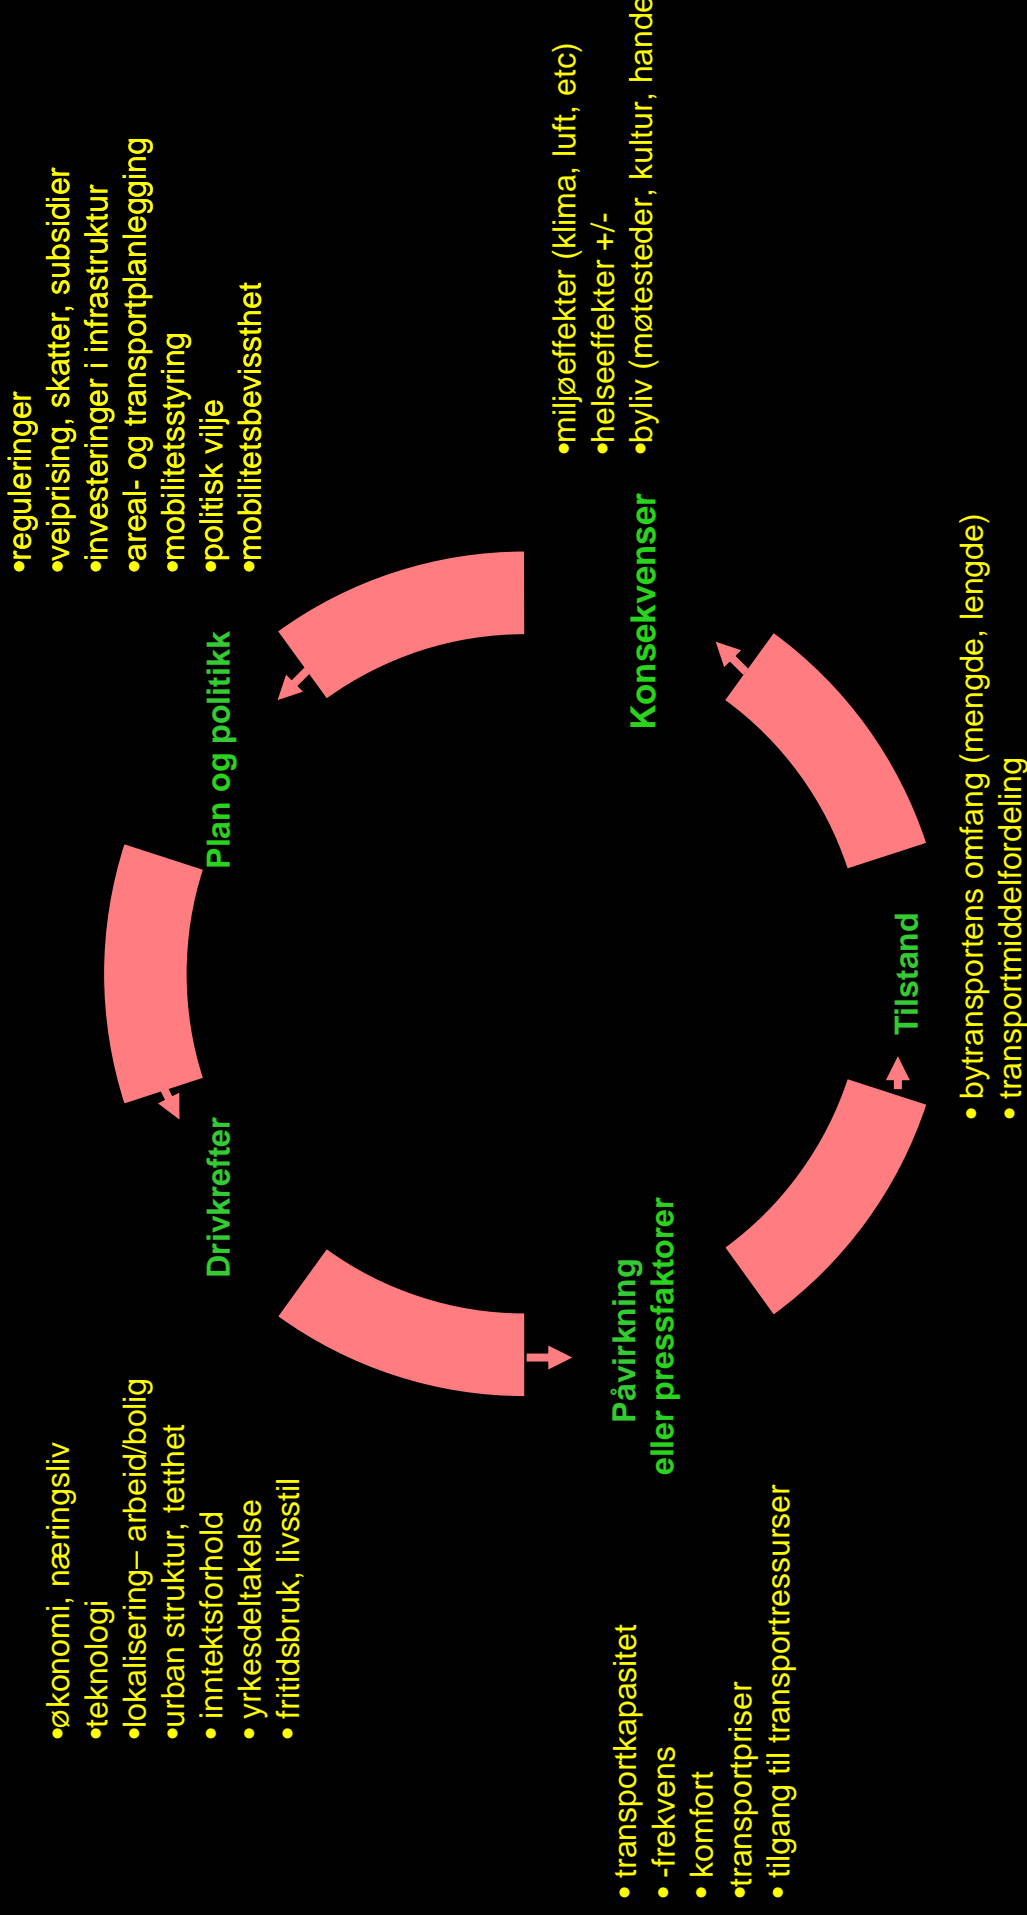 •økonomi, næringsliv
•teknologi
•lokalisering– arbeid/bolig
•urban struktur, tetthet
• inntektsforhold
• yrkesdeltakelse
• fritidsbruk, livsstil
Drivkrefter
Plan og politikk
•reguleringer
•veiprising, skatter, subsidier
•investeringer i infrastruktur
•areal- og transportplanlegging
•mobilitetsstyring
•politisk vilje
•mobilitetsbevissthet
• transportkapasitet
• -frekvens
• komfort
•transportpriser
• tilgang til transportressurser
Påvirkning
eller pressfaktorer
Konsekvenser
•miljøeffekter (klima, luft, etc)
•helseeffekter +/-
•byliv (møtesteder, kultur, hande
Tilstand
• bytransportens omfang (mengde, lengde)
• transportmiddelfordeling